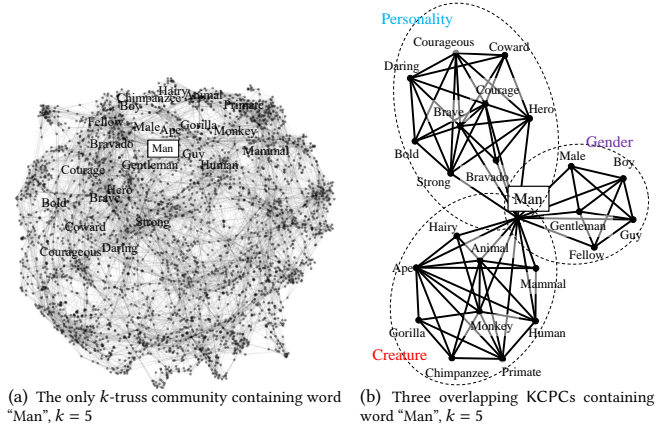 Hairy
Animal
Chimpanzee
Boy
Primate
Fellow
Male
Ape
Gorilla
Monkey
Bravado
Man
Guy
Mammal
Gentleman
Human
Courage
Hero
Brave
Bold
Strong
Coward
Courageous
Daring
(a) The only k-truss community containing word
“Man”, k = 5
Personality
Courageous
Coward
Daring
Courage
Brave
Hero
Bold
Bravado
Strong
Gender
Male
Boy
Man
Gentleman
Guy
Fellow
Hairy
Animal
Ape
Mammal
Gorilla
Monkey
Human
Creature
Chimpanzee
Primate
(b) Three overlapping KCPCs containing
word “Man”, k = 5